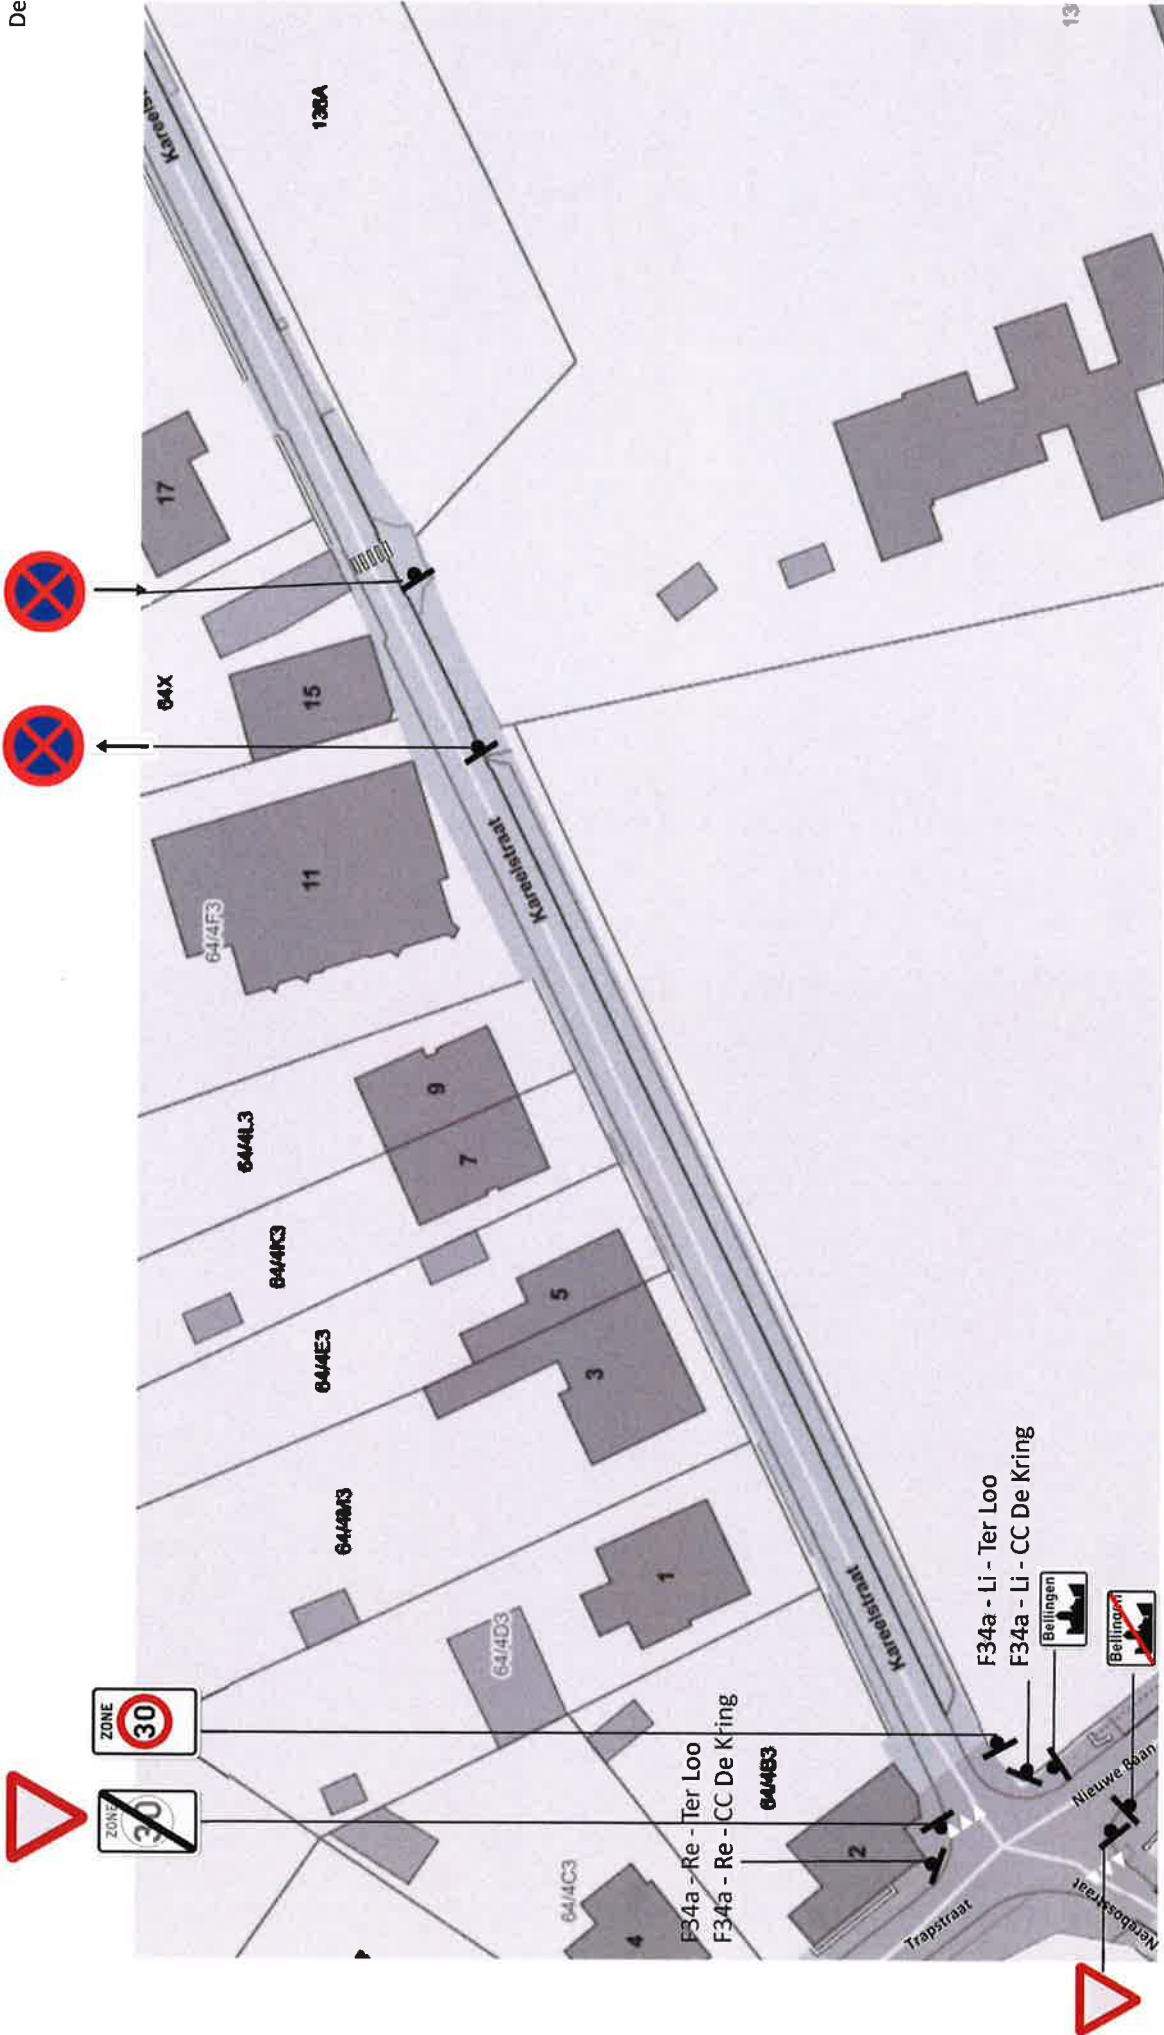 De
Kareels
136A
13
17
64X
15
11
64/4F3
Kareelstraat
9
7
64/4L3
64/4K3
5
3
64/4E3
64/4M3
1
64/4D3
Kareelstraat
ZONE
30
ZONE
30
F34a - Li - Ter Loo
F34a - Li - CC De Kring
Bellingen
Bellingen
F34a - Re - Ter Loo
F34a - Re - CC De Kring
64/4B3
2
64/4C3
4
Nieuwe Baan
Trapstraat
Nerebosstraat